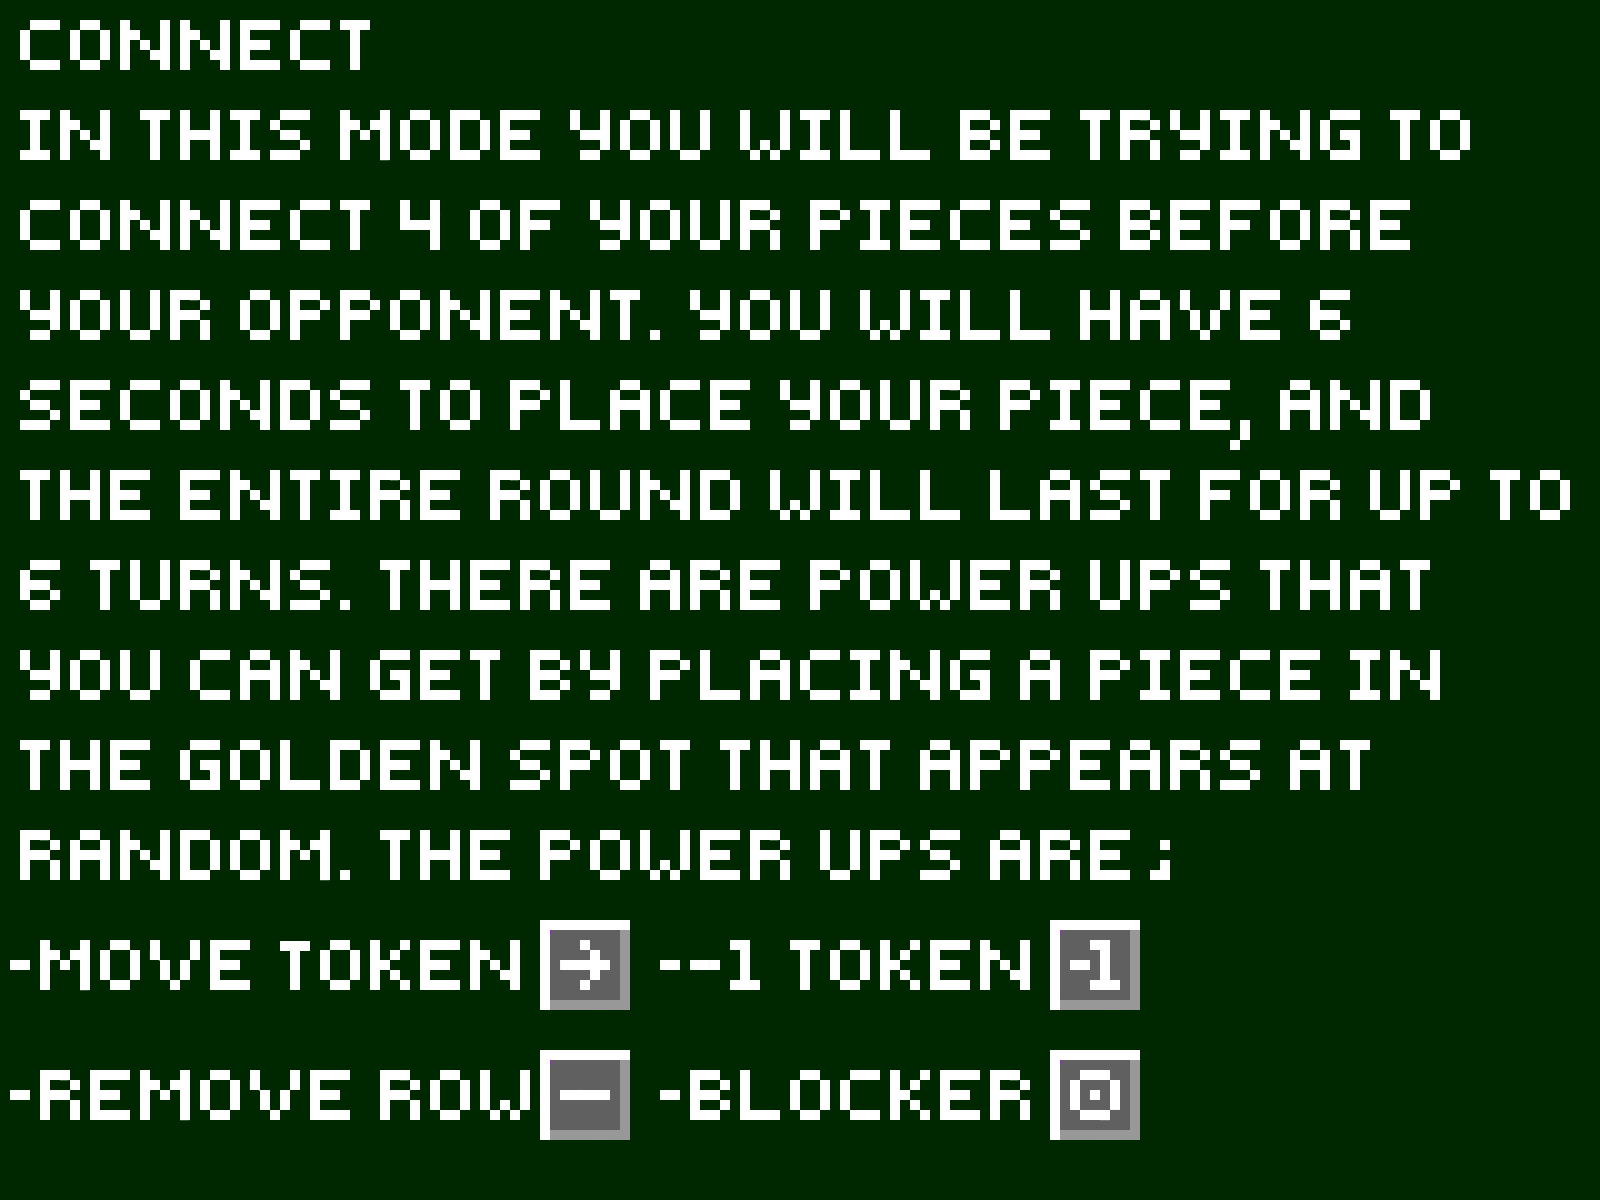 CONNECT
IN THIS MODE YOU WILL BE TRYING TO
CONNECT 4 OF YOUR PIECES BEFORE
YOUR OPPONENT. YOU WILL HAVE 6
SECONDS TO PLACE YOUR PIECE, AND
THE ENTIRE ROUND WILL LAST FOR UP TO
6 TURNS. THERE ARE POWER UPS THAT
YOU CAN GET BY PLACING A PIECE IN
THE GOLDEN SPOT THAT APPEARS AT
RANDOM. THE POWER UPS ARE ;
-MOVE TOKEN → --1 TOKEN -1
-REMOVE ROW — -BLOCKER